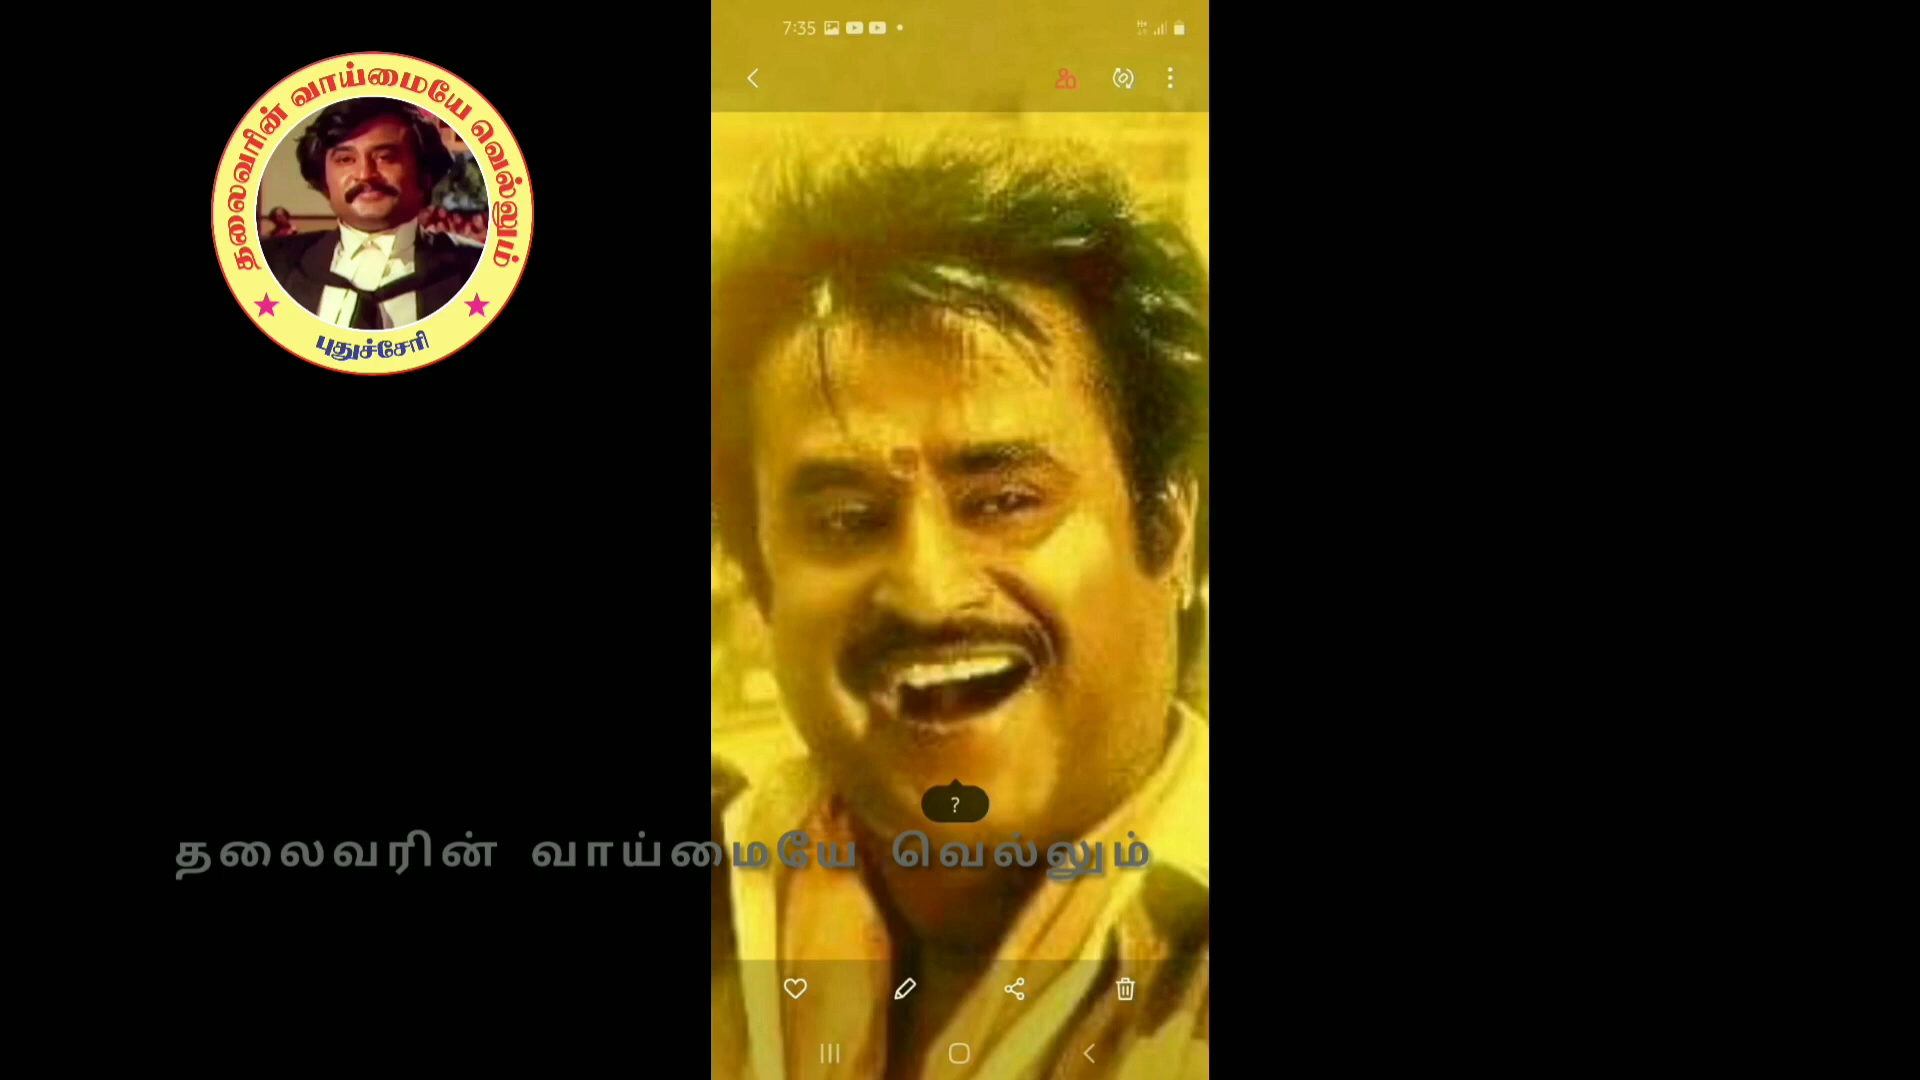 தலைவரின் வாய்மையே வெல்லும்
புதுச்சேரி
7:35
?
தலைவரின் வாய்மையே வெல்லும்